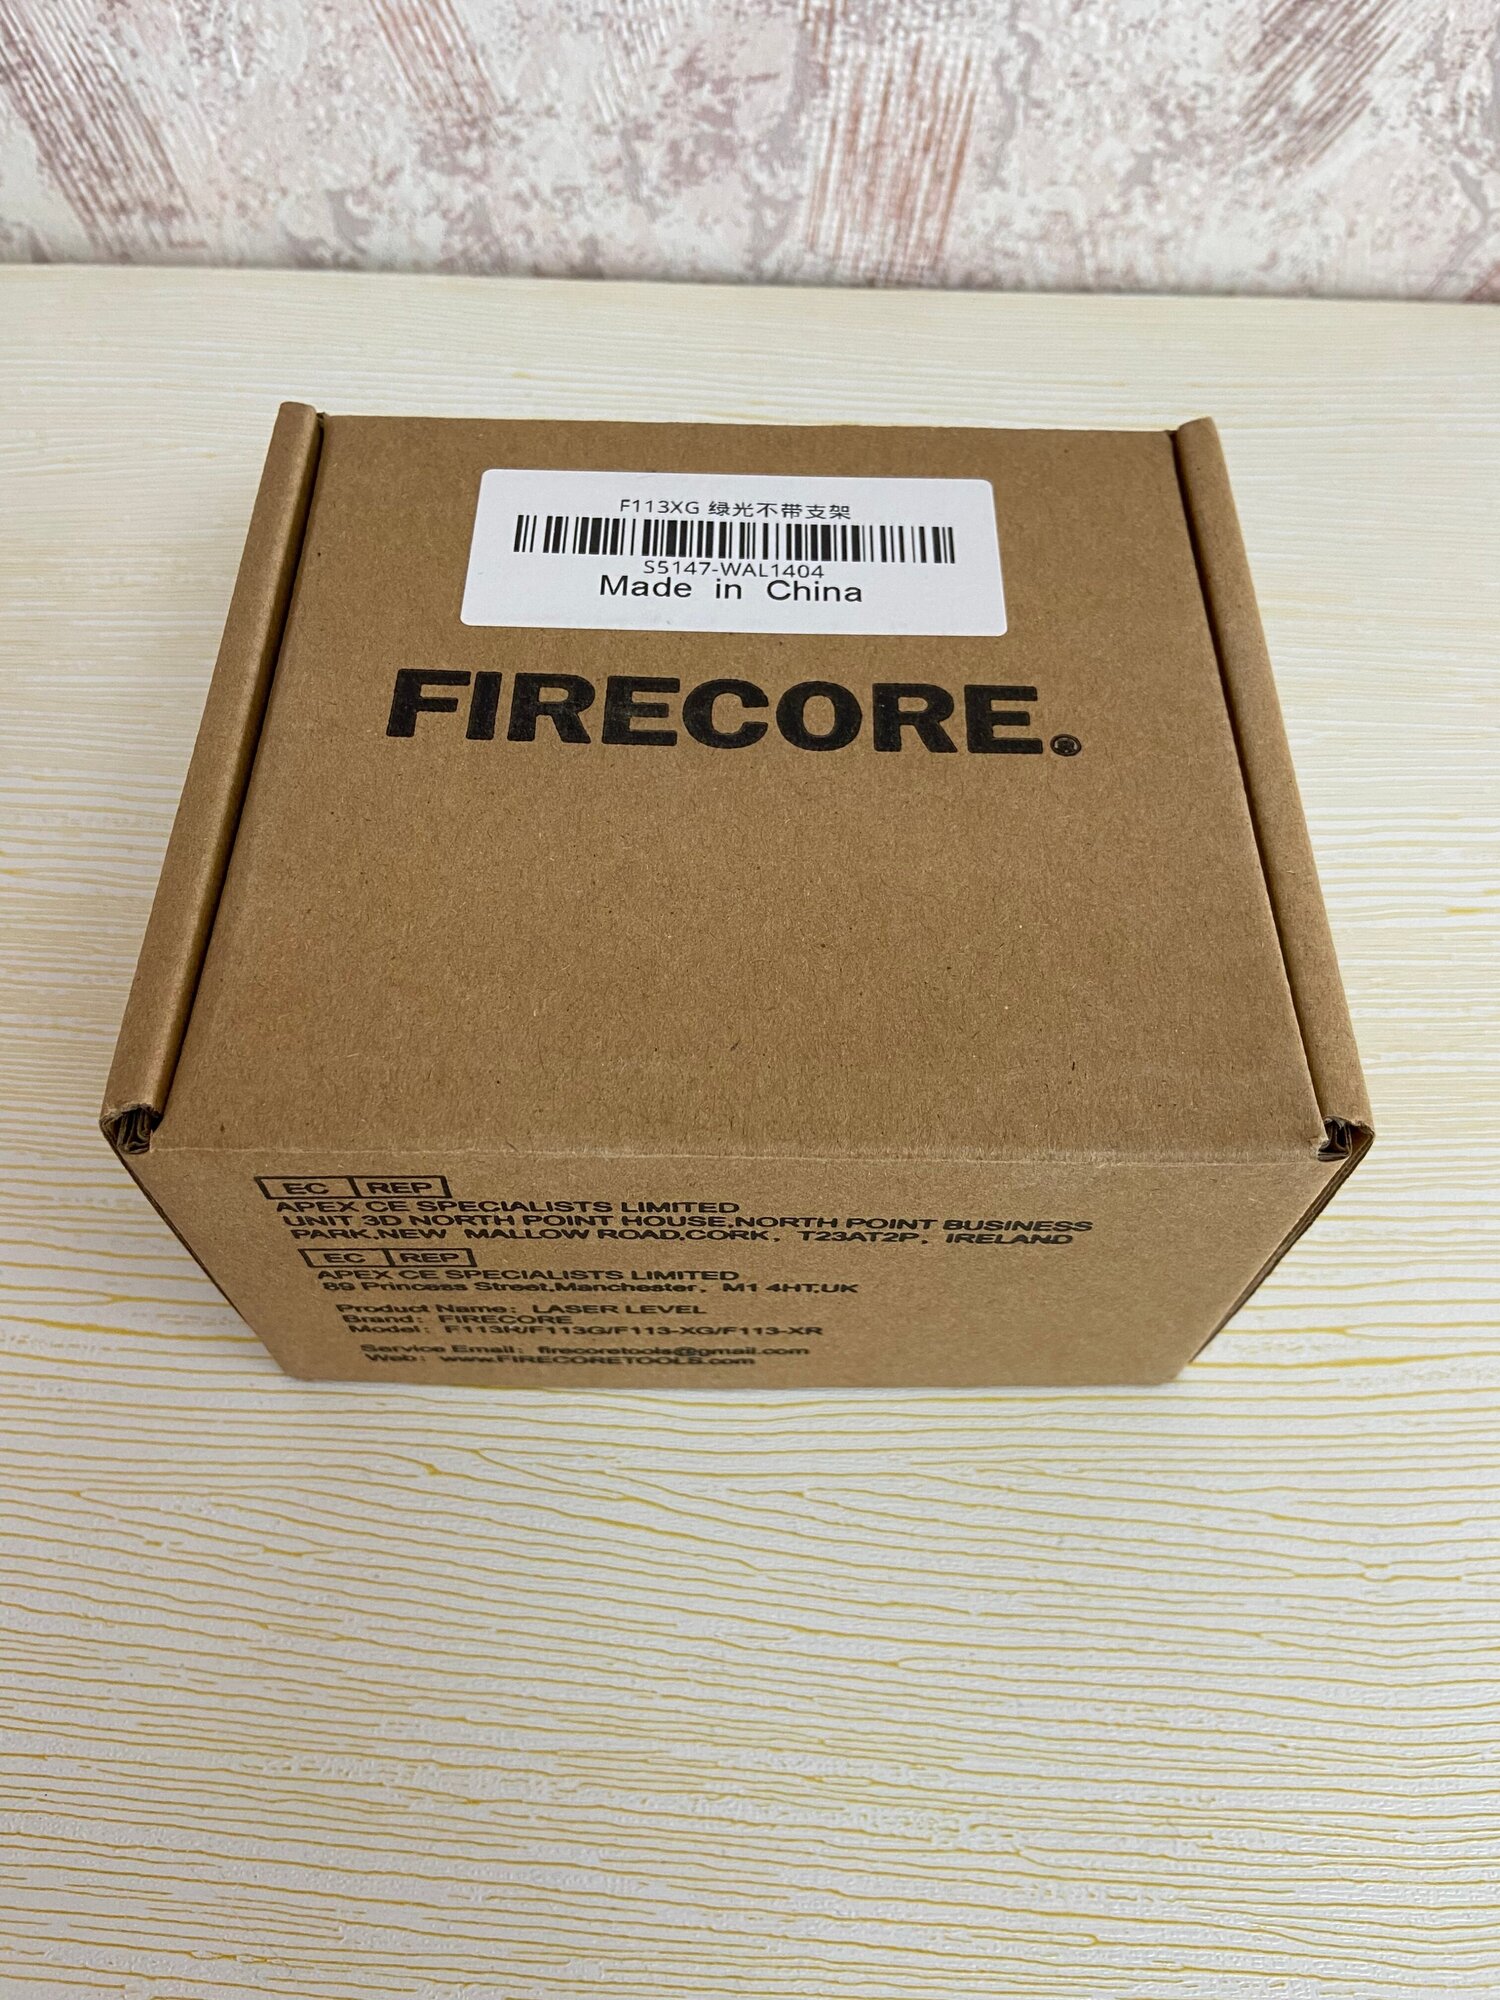 F113XG 绿光不带支架
S5147-WAL1404
Made in China
FIRECORE®
EC REP
APEX CE SPECIALISTS LIMITED
UNIT 3D NORTH POINT HOUSE,NORTH POINT BUSINESS
PARK,NEW MALLOW ROAD,CORK, T23AT2P, IRELAND
EC REP
APEX CE SPECIALISTS LIMITED
89 Princess Street,Manchester, M1 4HT,UK
Product Name: LASER LEVEL
Brand: FIRECORE
Model: F113R/F113G/F113-XG/F113-XR
Service Email: firecoretools@gmail.com
Web: www.FIRECORETOOLS.com